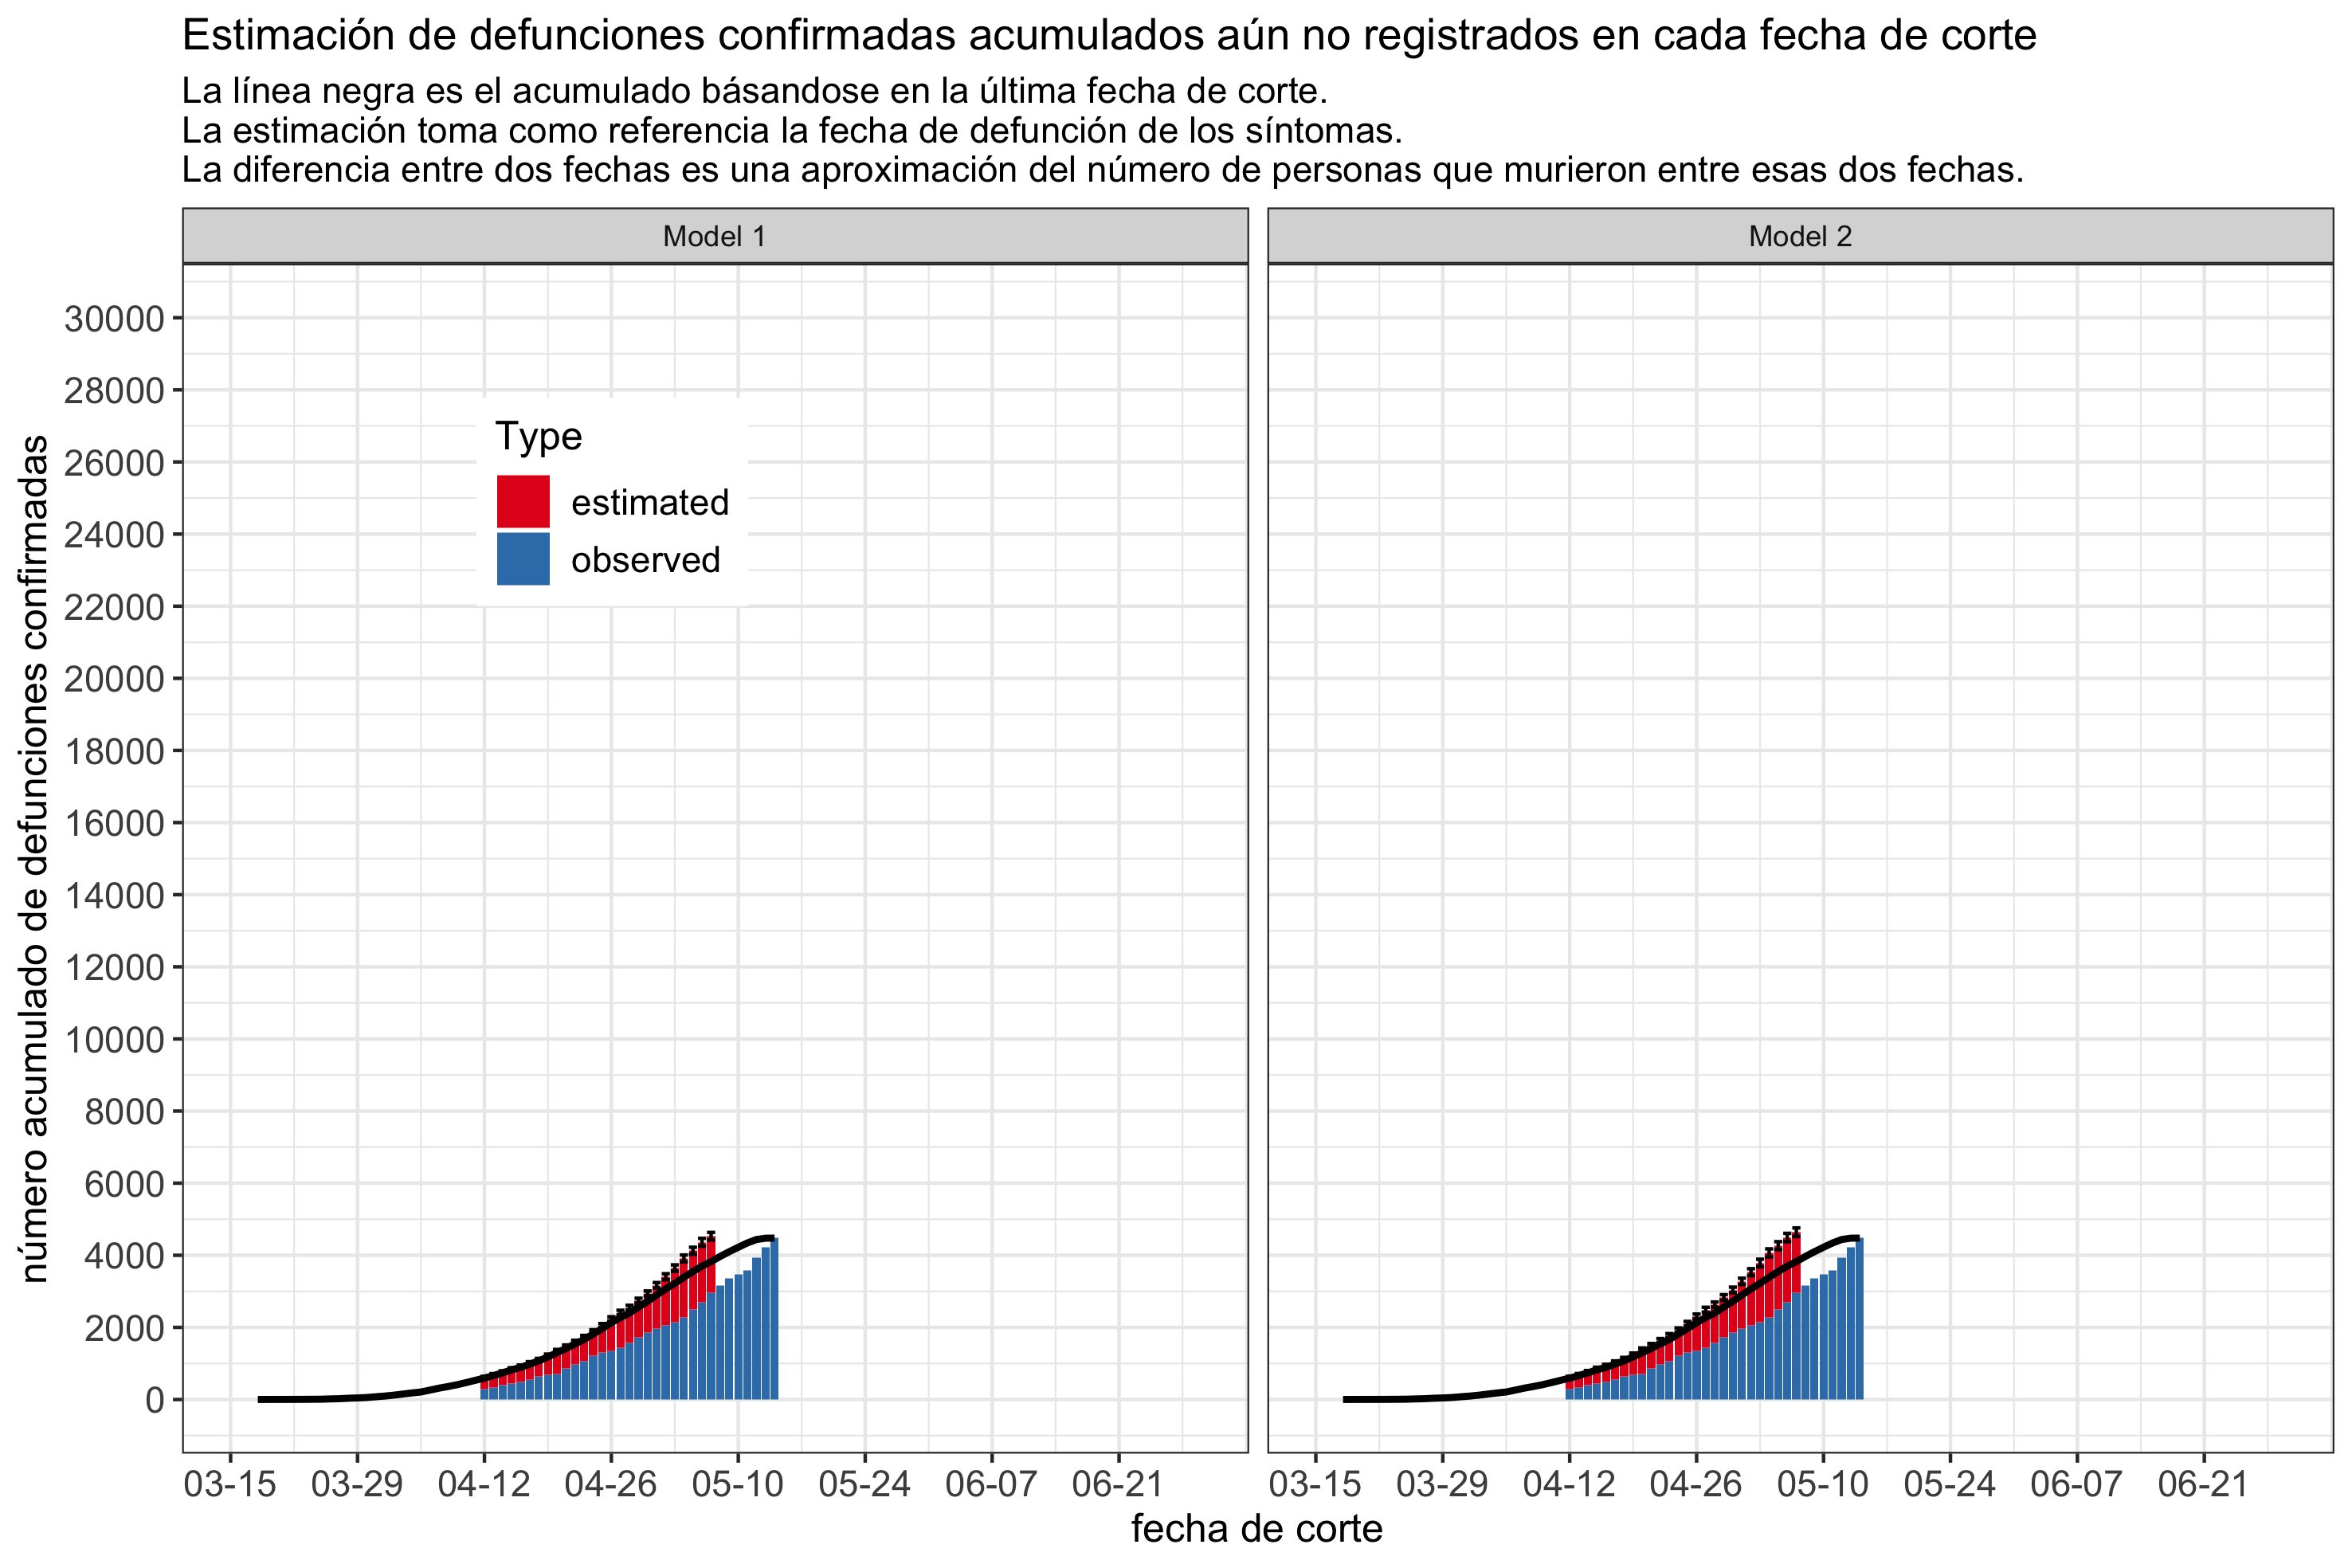 Estimación de defunciones confirmadas acumulados aún no registrados en cada fecha de corte
La línea negra es el acumulado básandose en la última fecha de corte.
La estimación toma como referencia la fecha de defunción de los síntomas.
La diferencia entre dos fechas es una aproximación del número de personas que murieron entre esas dos fechas.
Model 1
Model 2
número acumulado de defunciones confirmadas
30000
28000
26000
24000
22000
20000
18000
16000
14000
12000
10000
8000
6000
4000
2000
0
Type
estimated
observed
03-15 03-29 04-12 04-26 05-10 05-24 06-07 06-21
03-15 03-29 04-12 04-26 05-10 05-24 06-07 06-21
fecha de corte